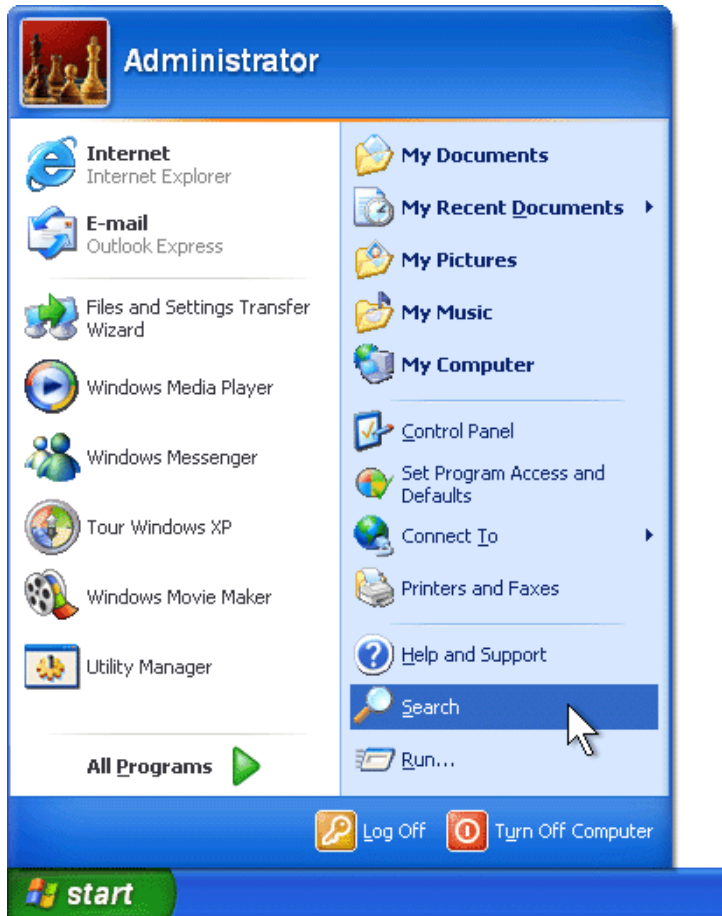 Administrator
Internet
Internet Explorer
E-mail
Outlook Express
Files and Settings Transfer
Wizard
Windows Media Player
Windows Messenger
Tour Windows XP
Windows Movie Maker
Utility Manager
All Programs
My Documents
My Recent Documents
My Pictures
My Music
My Computer
Control Panel
Set Program Access and
Defaults
Connect To
Printers and Faxes
Help and Support
Search
Run...
Log Off
Turn Off Computer
start